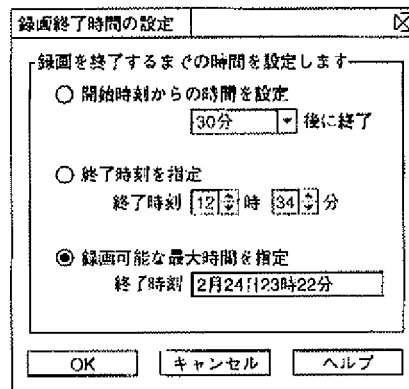 録画終了時間の設定
録画を終了するまでの時間を設定します
開始時刻からの時間を設定
30分 後に終了
終了時刻を指定
終了時刻 12 時 34 分
録画可能な最大時間を指定
終了時刻 2月24日23時22分
OK キャンセル ヘルプ